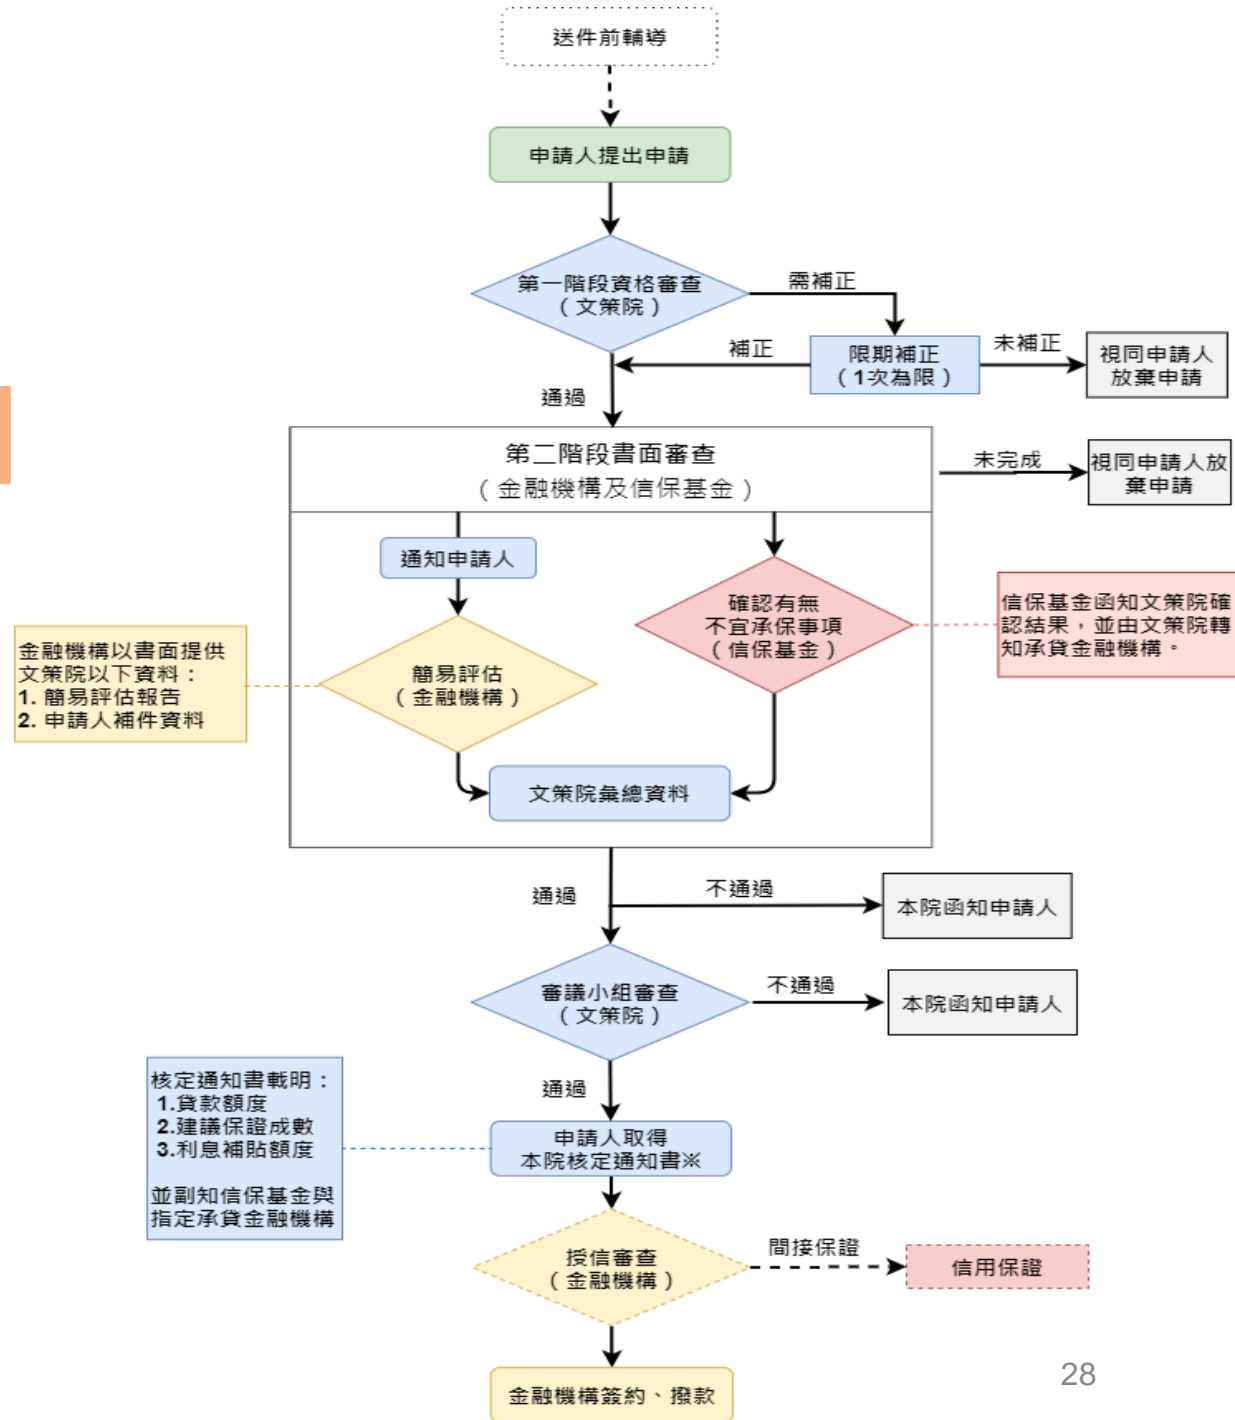 送件前輔導
申請人提出申請
第一階段資格審查
（文策院）
需補正
限期補正
（1次為限）
補正
未補正
視同申請人
放棄申請
通過
第二階段書面審查
（金融機構及信保基金）
未完成
視同申請人放
棄申請
通知申請人
確認有無
不宜承保事項
（信保基金）
信保基金函知文策院確
認結果，並由文策院轉
知承貸金融機構。
金融機構以書面提供
文策院以下資料：
1. 簡易評估報告
2. 申請人補件資料
簡易評估
（金融機構）
文策院彙總資料
通過
不通過
本院函知申請人
審議小組審查
（文策院）
不通過
本院函知申請人
通過
核定通知書載明：
1.貸款額度
2.建議保證成數
3.利息補貼額度
並副知信保基金與
指定承貸金融機構
申請人取得
本院核定通知書※
授信審查
（金融機構）
間接保證
信用保證
金融機構簽約、撥款
28